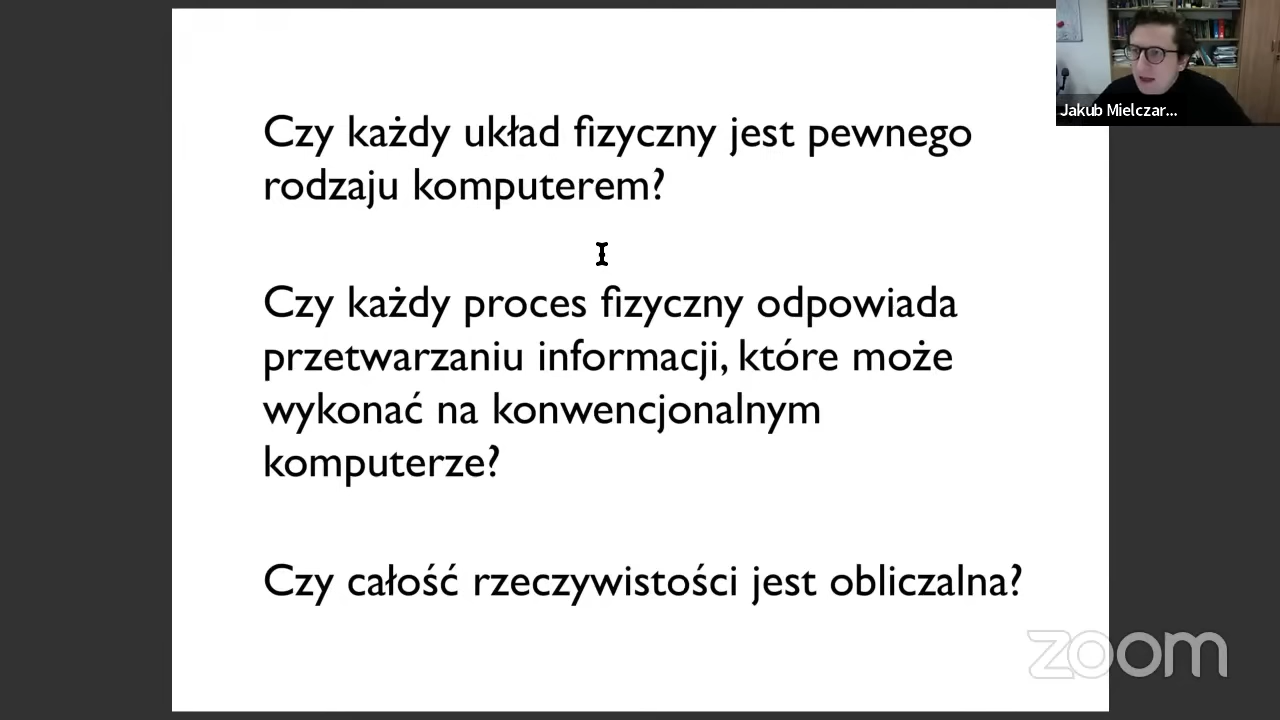 Czy każdy układ fizyczny jest pewnego
rodzaju komputerem?
Czy każdy proces fizyczny odpowiada
przetwarzaniu informacji, które może
wykonać na konwencjonalnym
komputerze?
Czy całość rzeczywistości jest obliczalna?
Jakub Mielczar...
zoom